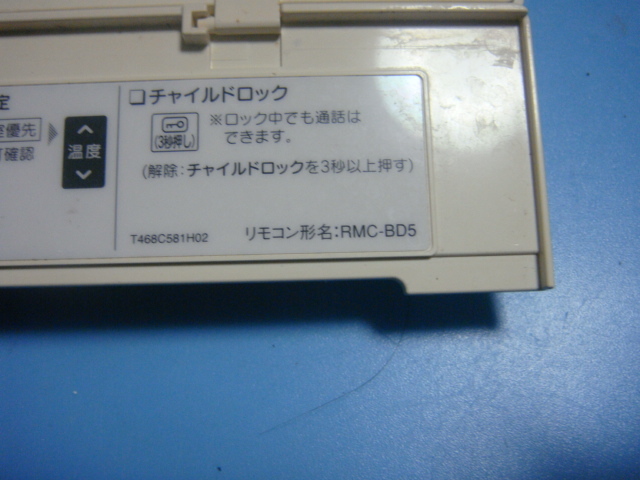 定
室優先
確認
温度
❏チャイルドロック
(3秒押し)
※ロック中でも通話は
できます。
(解除：チャイルドロックを3秒以上押す)
T468C581H02
リモコン形名：RMC-BD5